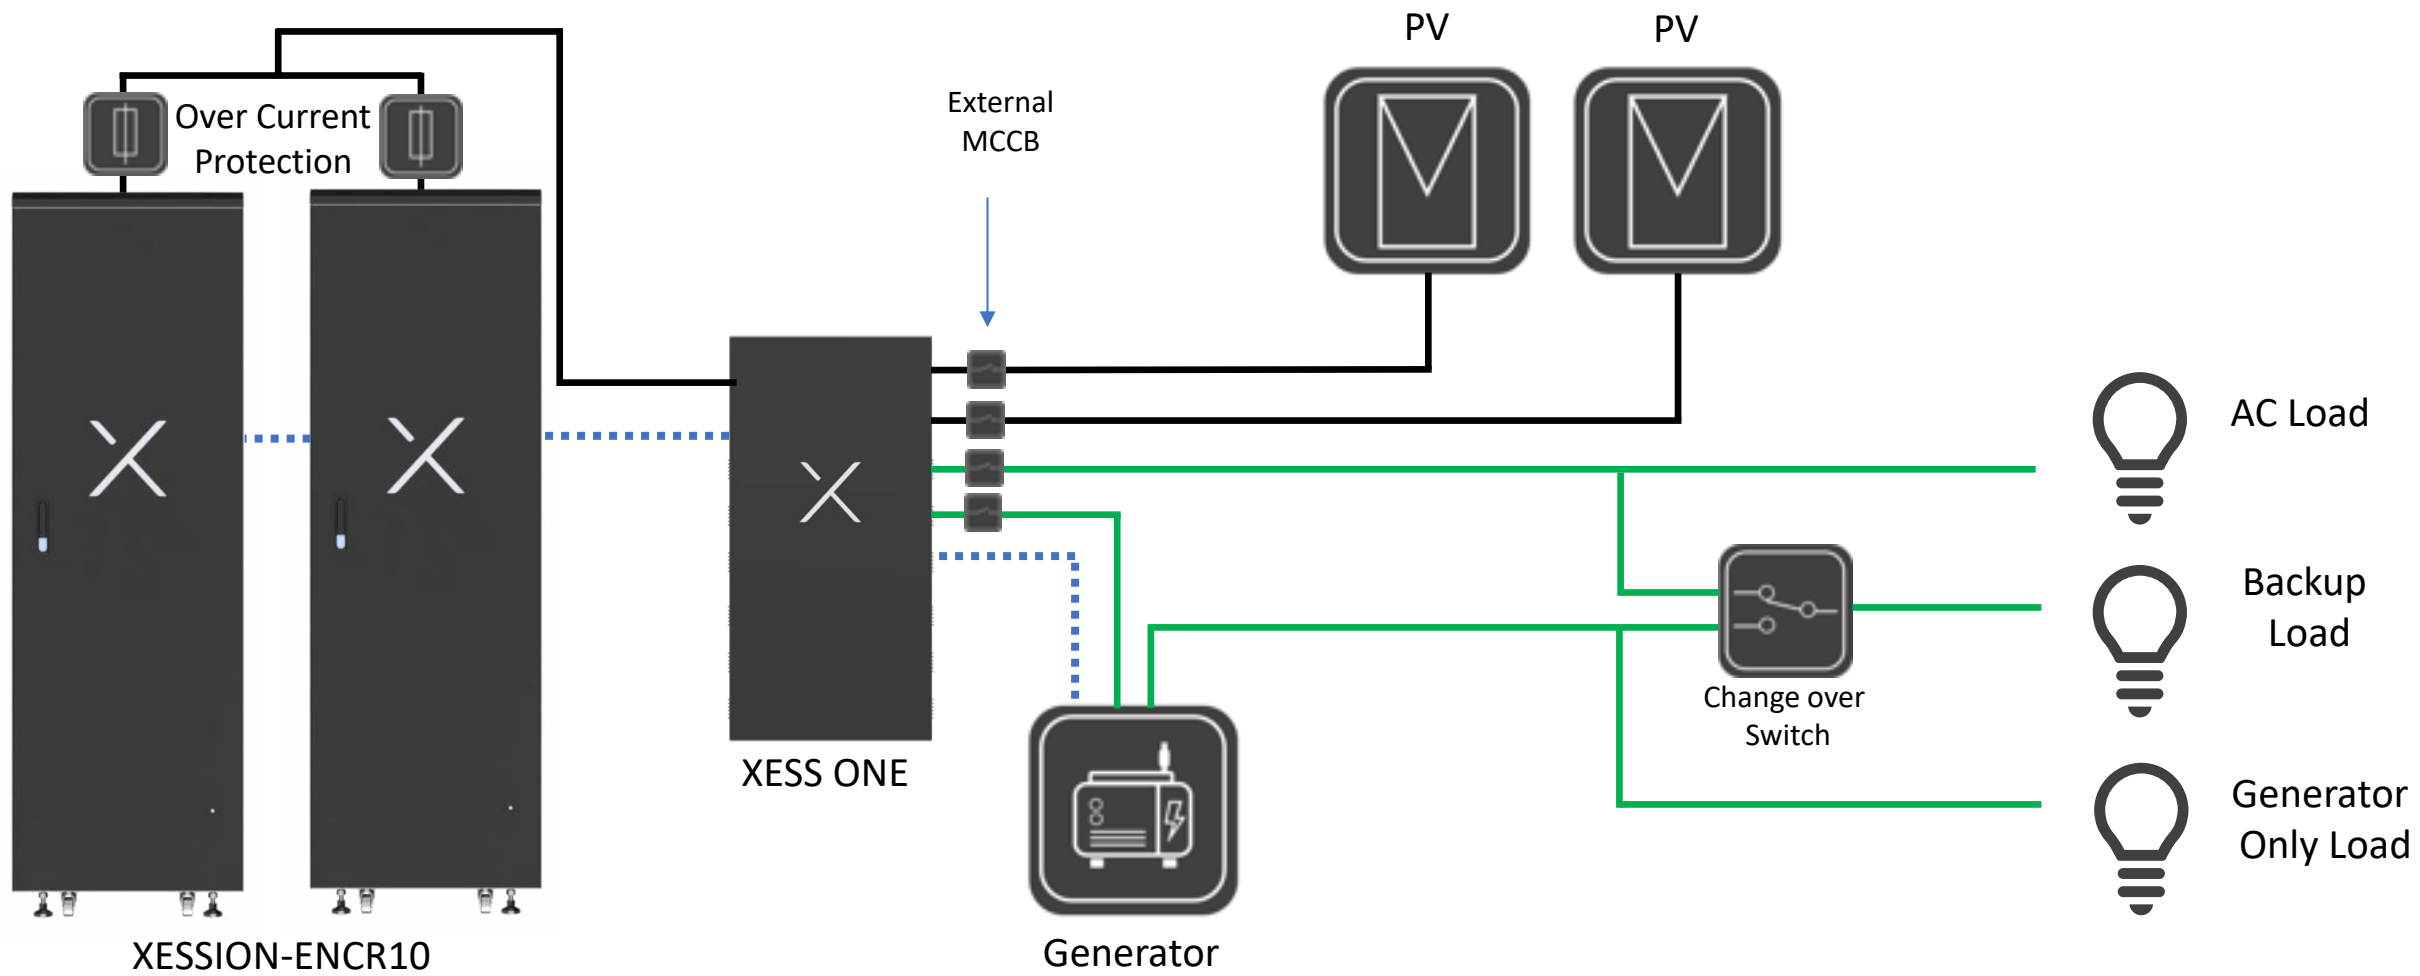 PV
PV
External
MCCB
Over Current
Protection
AC Load
Backup
Load
Change over
Switch
XESS ONE
Generator
Only Load
XESSION-ENCR10
Generator